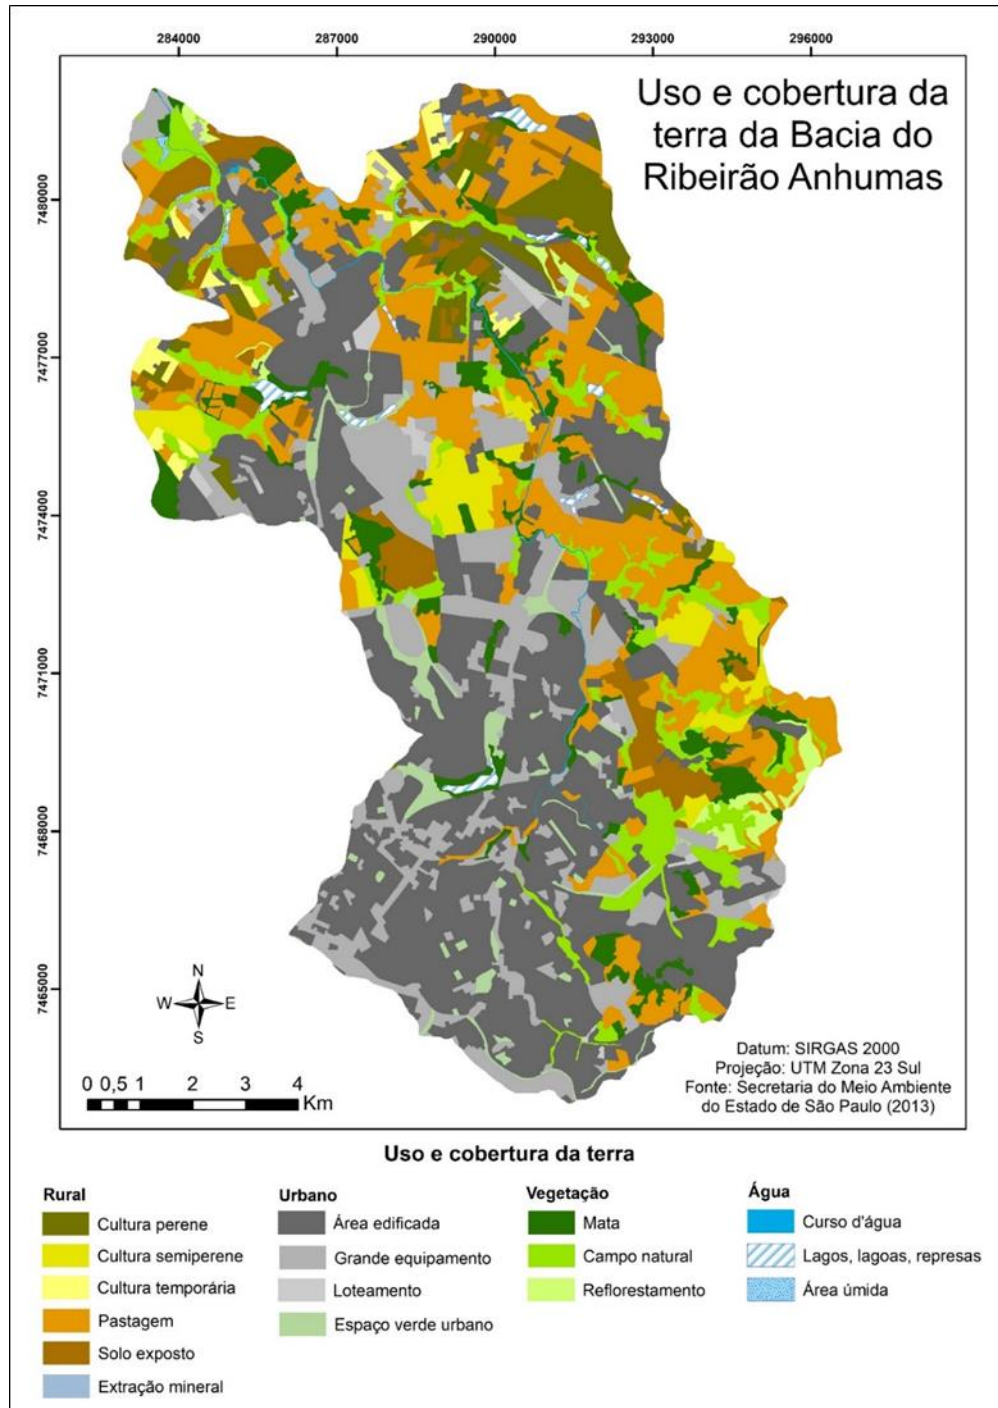 284000 287000 290000 293000 296000
Uso e cobertura da
terra da Bacia do
Ribeirão Anhumas
7480000
7477000
7474000
7471000
7468000
7465000
N
W E
S
0 0,5 1 2 3 4
Km
Datum: SIRGAS 2000
Projeção: UTM Zona 23 Sul
Fonte: Secretaria do Meio Ambiente
do Estado de São Paulo (2013)
Uso e cobertura da terra
Rural
Cultura perene
Cultura semiperene
Cultura temporária
Pastagem
Solo exposto
Extração mineral
Urbano
Área edificada
Grande equipamento
Loteamento
Espaço verde urbano
Vegetação
Mata
Campo natural
Reflorestamento
Água
Curso d'água
Lagos, lagoas, represas
Área úmida